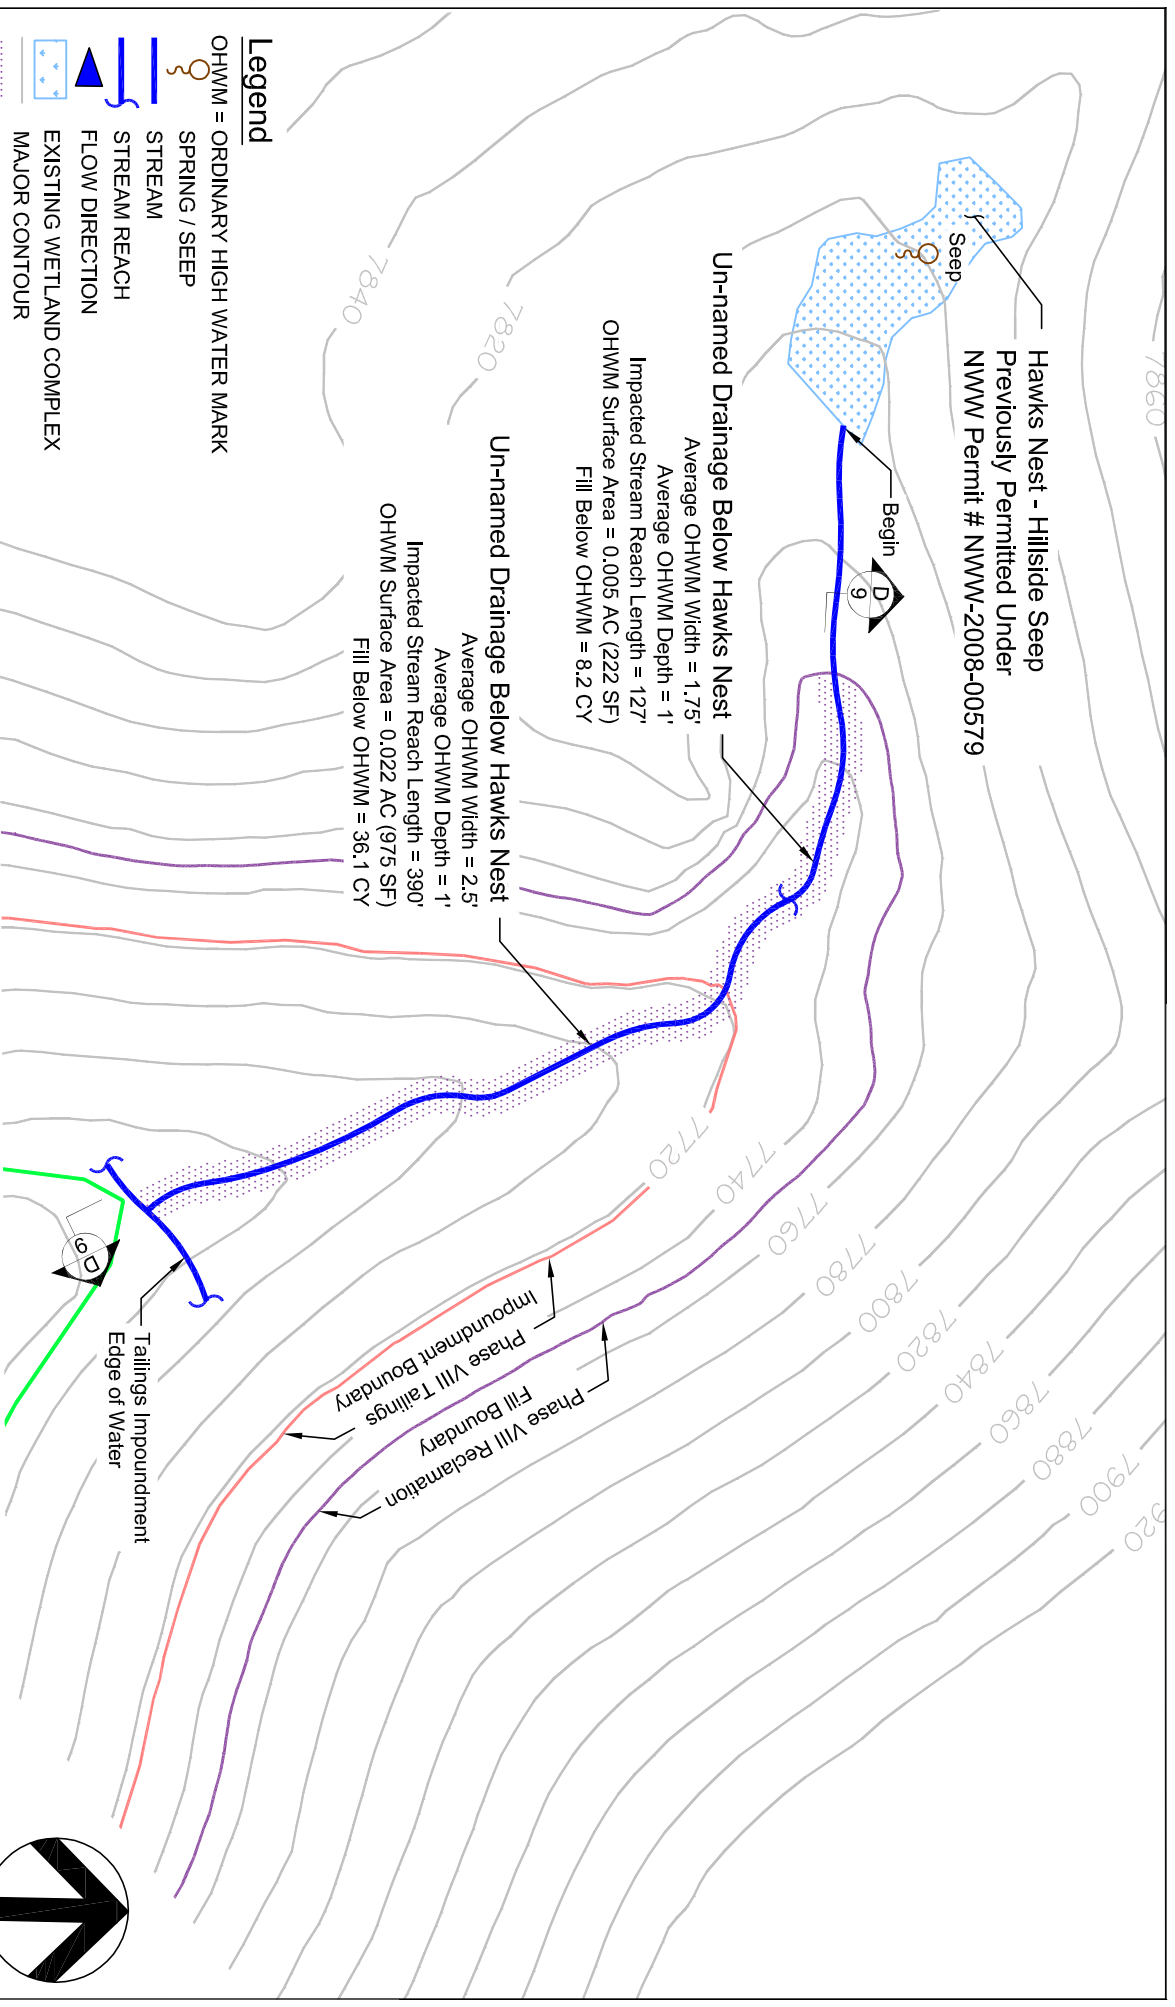 Hawks Nest - Hillside Seep
Previously Permitted Under
NWW Permit # NWW-2008-00579
Seep
Begin
D
9
Un-named Drainage Below Hawks Nest
Average OHWM Width = 1.75'
Average OHWM Depth = 1'
Impacted Stream Reach Length = 127'
OHWM Surface Area = 0.005 AC (222 SF)
Fill Below OHWM = 8.2 CY
Un-named Drainage Below Hawks Nest
Average OHWM Width = 2.5'
Average OHWM Depth = 1'
Impacted Stream Reach Length = 390'
OHWM Surface Area = 0.022 AC (975 SF)
Fill Below OHWM = 36.1 CY
7860
7820
7840
7720
7740
7760
7780
7800
7820
7840
7860
7880
7900
920
Phase VIII Tailings
Impoundment Boundary
Phase VIII Reclamation
Fill Boundary
Tailings Impoundment
Edge of Water
D
9
Legend
OHWM = ORDINARY HIGH WATER MARK
SPRING / SEEP
STREAM
STREAM REACH
FLOW DIRECTION
EXISTING WETLAND COMPLEX
MAJOR CONTOUR